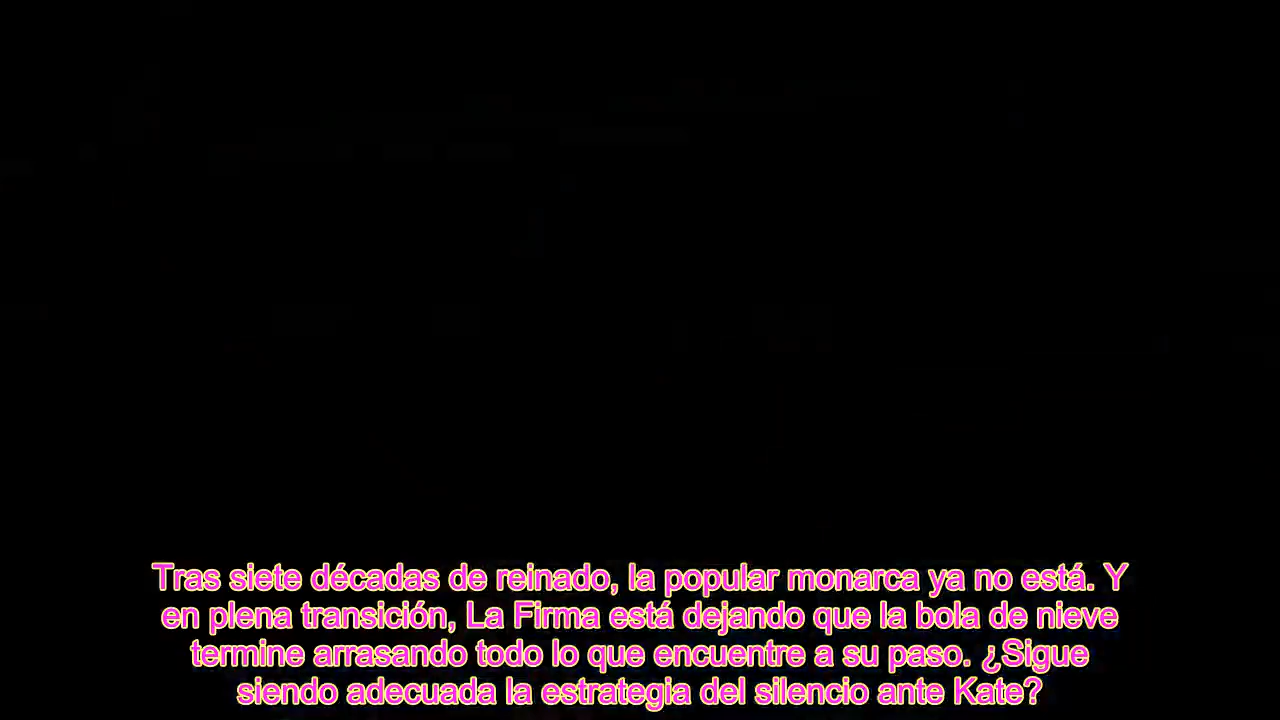 Tras siete décadas de reinado, la popular monarca ya no está. Y
en plena transición, La Firma está dejando que la bola de nieve
termine arrasando todo lo que encuentre a su paso. ¿Sigue
siendo adecuada la estrategia del silencio ante Kate?